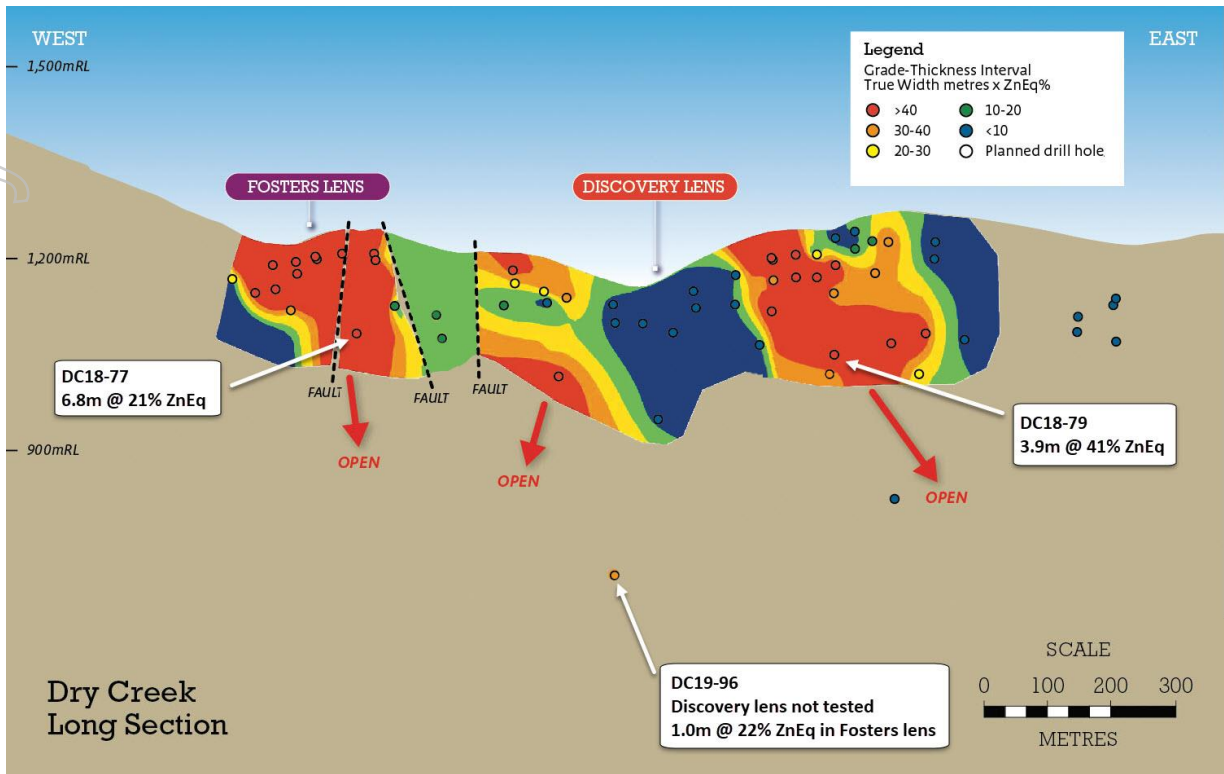 WEST
EAST
1,500mRL
Legend
Grade-Thickness Interval
True Width metres x ZnEq%
>40
10-20
30-40
<10
20-30
Planned drill hole
FOSTERS LENS
DISCOVERY LENS
1,200mRL
DC18-77
6.8m @ 21% ZnEq
FAULT
FAULT
FAULT
DC18-79
3.9m @ 41% ZnEq
900mRL
OPEN
OPEN
OPEN
DC19-96
Discovery lens not tested
1.0m @ 22% ZnEq in Fosters lens
Dry Creek
Long Section
SCALE
0 100 200 300
METRES